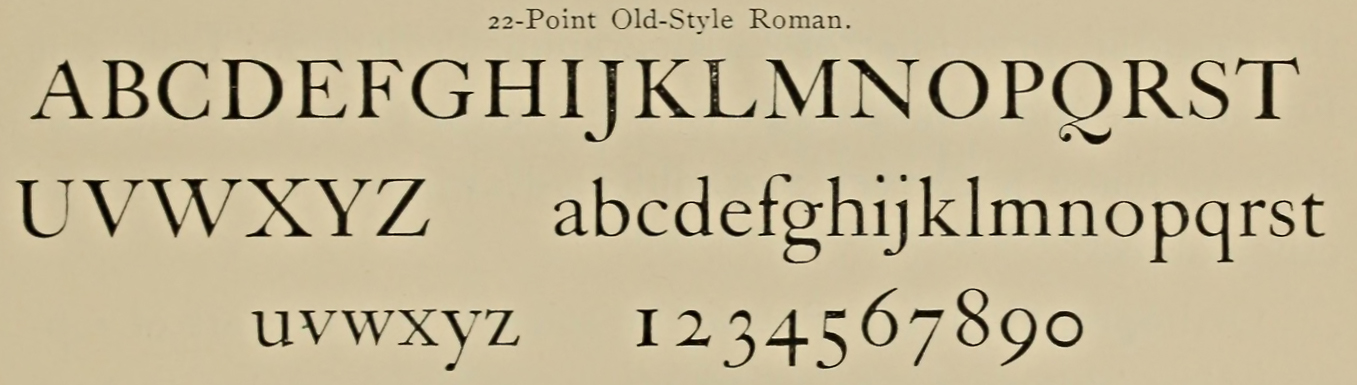 22-Point Old-Style Roman.
ABCDEFGHIJKLMNOPQRST
UVWXYZ abcdefghijklmnopqrst
uvwxyz 1234567890